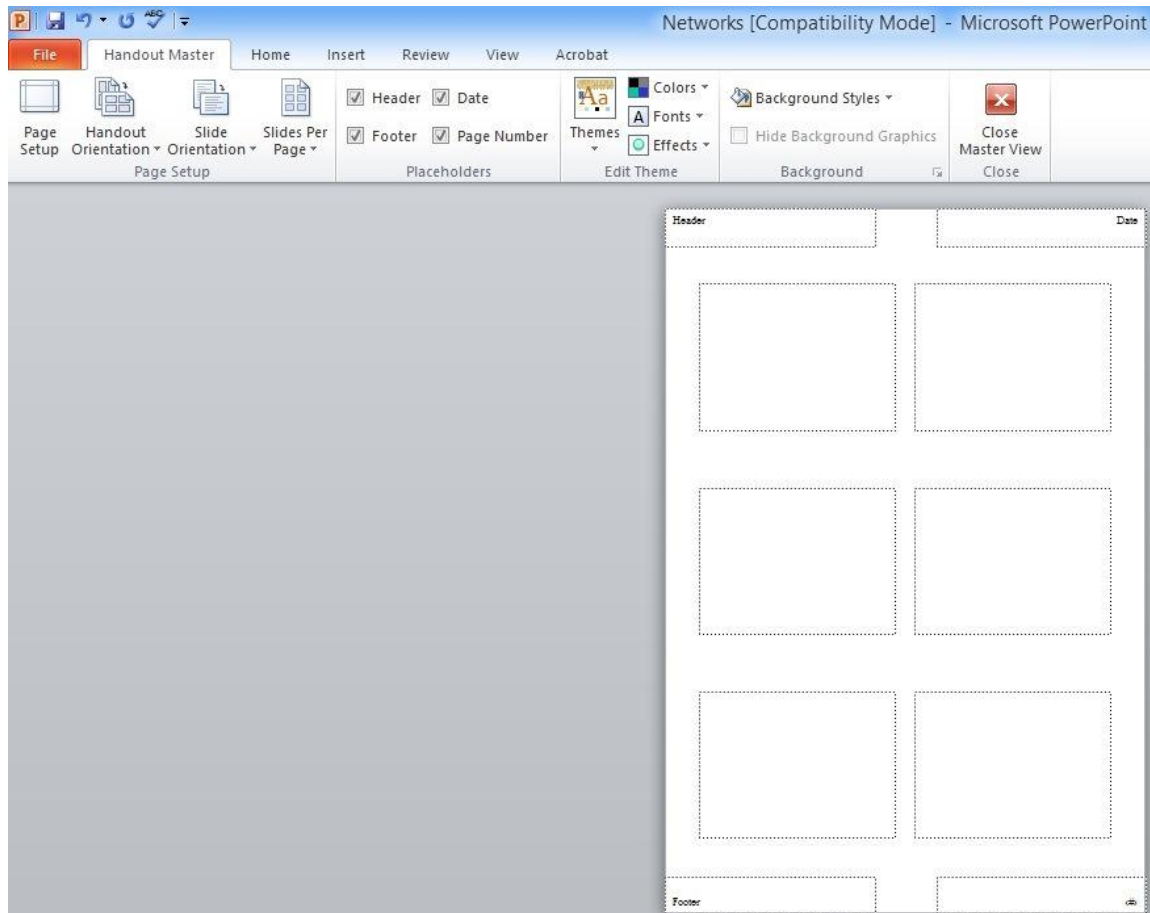 P ABC Networks [Compatibility Mode] - Microsoft PowerPoint
File Handout Master Home Insert Review View Acrobat
Page Setup
Handout Orientation
Slide Orientation
Slides Per Page
Header Date
Footer Page Number
Aa Themes
Colors
A Fonts
Effects
Background Styles
Hide Background Graphics
Close Master View
Page Setup Placeholders Edit Theme Background Close
Header Date
Footer